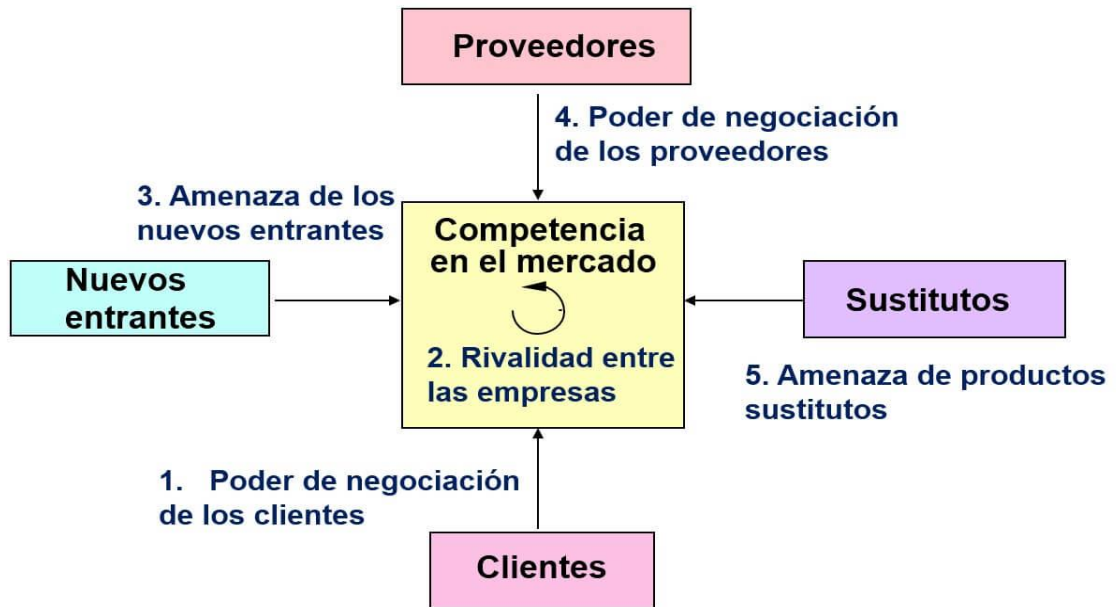 Proveedores
4. Poder de negociación
de los proveedores
3. Amenaza de los
nuevos entrantes
Competencia
en el mercado
Nuevos
entrantes
Sustitutos
2. Rivalidad entre
las empresas
5. Amenaza de productos
sustitutos
1. Poder de negociación
de los clientes
Clientes